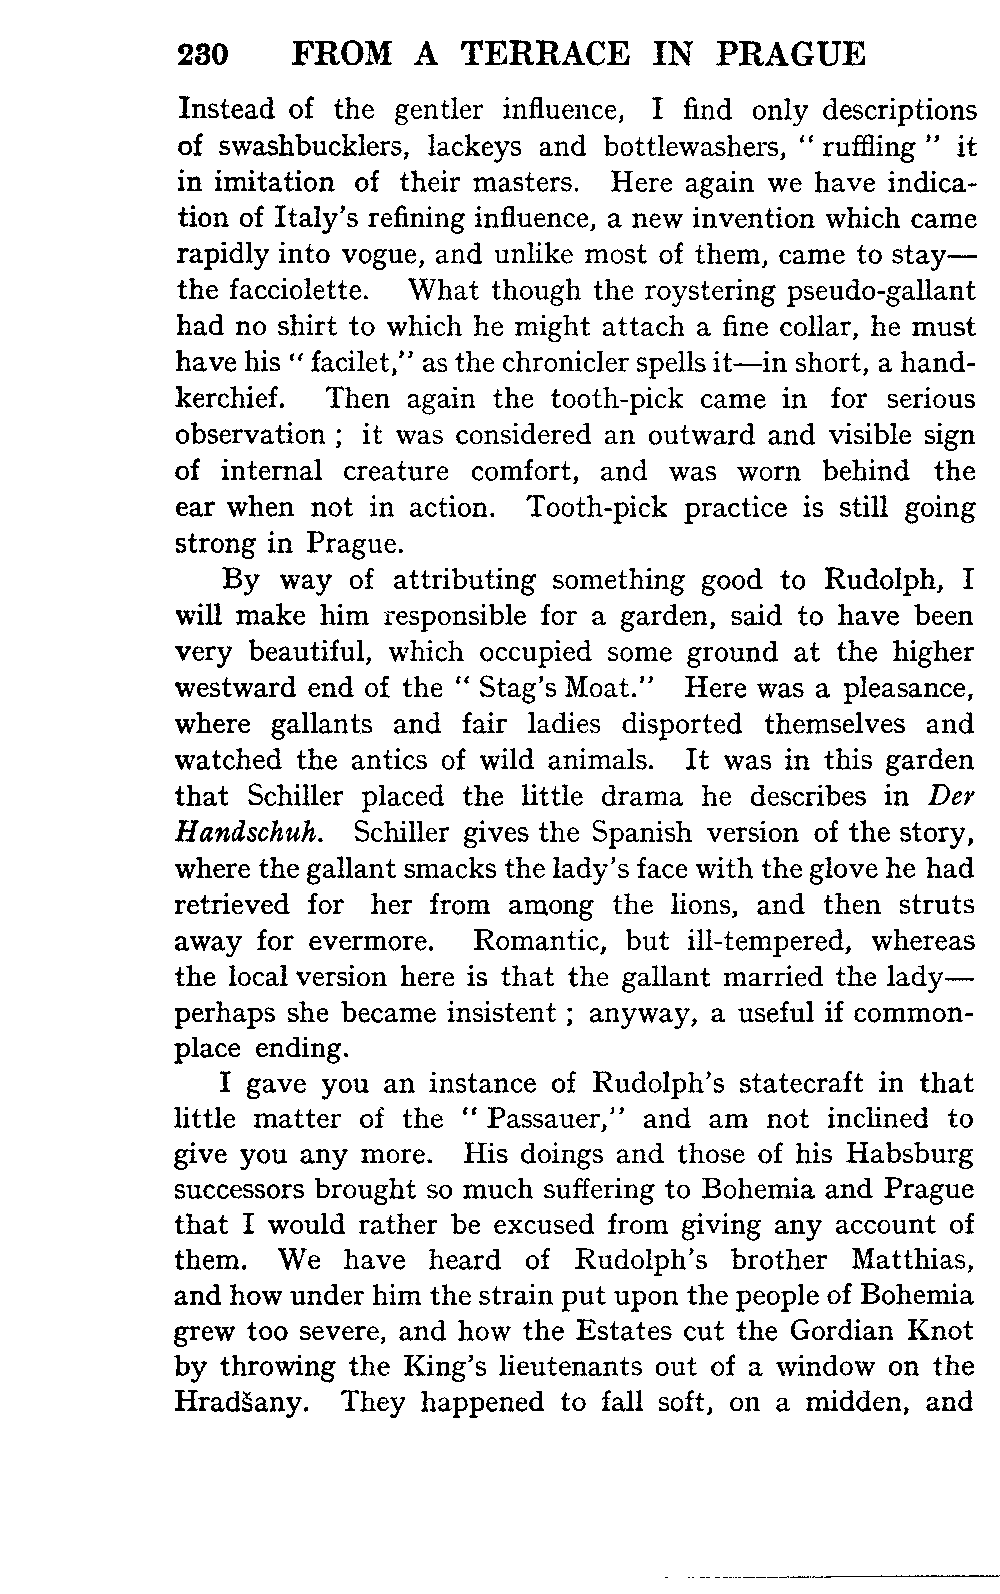 230 FROM A TERRACE IN PRAGUE
Instead of the gentler influence, I find only descriptions
of swashbucklers, lackeys and bottlewashers, " ruffling " it
in imitation of their masters. Here again we have indica-
tion of Italy's refining influence, a new invention which came
rapidly into vogue, and unlike most of them, came to stay—
the facciolette. What though the roystering pseudo-gallant
had no shirt to which he might attach a fine collar, he must
have his " facilet," as the chronicler spells it—in short, a hand-
kerchief. Then again the tooth-pick came in for serious
observation ; it was considered an outward and visible sign
of internal creature comfort, and was worn behind the
ear when not in action. Tooth-pick practice is still going
strong in Prague.
By way of attributing something good to Rudolph, I
will make him responsible for a garden, said to have been
very beautiful, which occupied some ground at the higher
westward end of the " Stag's Moat." Here was a pleasance,
where gallants and fair ladies disported themselves and
watched the antics of wild animals. It was in this garden
that Schiller placed the little drama he describes in Der
Handschuh. Schiller gives the Spanish version of the story,
where the gallant smacks the lady's face with the glove he had
retrieved for her from among the lions, and then struts
away for evermore. Romantic, but ill-tempered, whereas
the local version here is that the gallant married the lady—
perhaps she became insistent ; anyway, a useful if common-
place ending.
I gave you an instance of Rudolph's statecraft in that
little matter of the " Passauer," and am not inclined to
give you any more. His doings and those of his Habsburg
successors brought so much suffering to Bohemia and Prague
that I would rather be excused from giving any account of
them. We have heard of Rudolph's brother Matthias,
and how under him the strain put upon the people of Bohemia
grew too severe, and how the Estates cut the Gordian Knot
by throwing the King's lieutenants out of a window on the
Hradšany. They happened to fall soft, on a midden, and